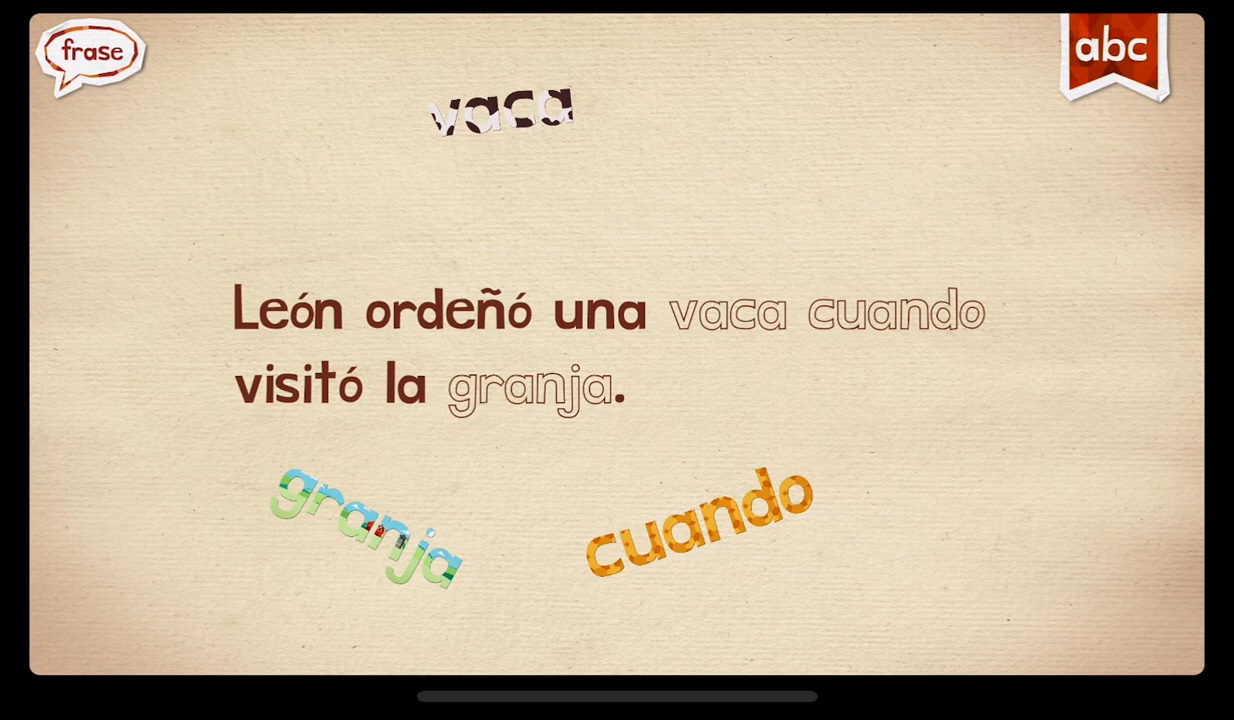 frase
abc
vaca
León ordeñó una vaca cuando
visitó la granja.
granja
cuando